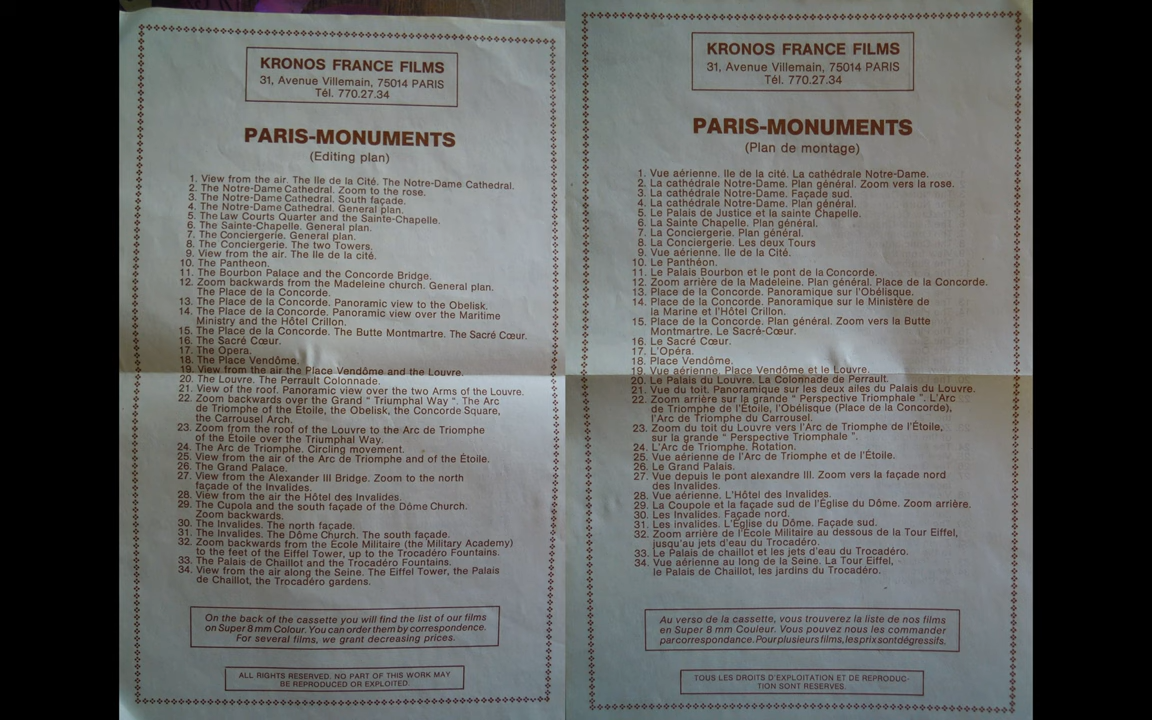 KRONOS FRANCE FILMS
31, Avenue Villemain, 75014 PARIS
Tél. 770.27.34
PARIS-MONUMENTS
(Editing plan)
1. View from the air. The Ile de la Cité. The Notre-Dame Cathedral.
2. The Notre-Dame Cathedral. Zoom to the rose.
3. The Notre-Dame Cathedral. South façade.
4. The Notre-Dame Cathedral. General plan.
5. The Law Courts Quarter and the Sainte-Chapelle.
6. The Sainte-Chapelle. General plan.
7. The Conciergerie. General plan.
8. The Conciergerie. The two Towers.
9. View from the air. The Ile de la cité.
10. The Pantheon.
11. The Bourbon Palace and the Concorde Bridge.
12. Zoom backwards from the Madeleine church. General plan.
The Place de la Concorde.
13. The Place de la Concorde. Panoramic view to the Obelisk.
14. The Place de la Concorde. Panoramic view over the Maritime
Ministry and the Hôtel Crillon.
15. The Place de la Concorde. The Butte Montmartre. The Sacré Cœur.
16. The Sacré Cœur.
17. The Opera.
18. The Place Vendôme.
19. View from the air the Place Vendôme and the Louvre.
20. The Louvre. The Perrault Colonnade.
21. View of the roof. Panoramic view over the two Arms of the Louvre.
22. Zoom backwards over the Grand " Triumphal Way ". The Arc
de Triomphe of the Étoile, the Obelisk, the Concorde Square,
the Carrousel Arch.
23. Zoom from the roof of the Louvre to the Arc de Triomphe
of the Étoile over the Triumphal Way.
24. The Arc de Triomphe. Circling movement.
25. View from the air of the Arc de Triomphe and of the Étoile.
26. The Grand Palace.
27. View from the Alexander III Bridge. Zoom to the north
façade of the Invalides.
28. View from the air the Hôtel des Invalides.
29. The Cupola and the south façade of the Dôme Church.
Zoom backwards.
30. The Invalides. The north façade.
31. The Invalides. The Dôme Church. The south façade.
32. Zoom backwards from the École Militaire (the Military Academy)
to the feet of the Eiffel Tower, up to the Trocadéro Fountains.
33. The Palais de Chaillot and the Trocadéro Fountains.
34. View from the air along the Seine. The Eiffel Tower, the Palais
de Chaillot, the Trocadéro gardens.
On the back of the cassette you will find the list of our films
on Super 8 mm Colour. You can order them by correspondence.
For several films, we grant decreasing prices.
ALL RIGHTS RESERVED. NO PART OF THIS WORK MAY
BE REPRODUCED OR EXPLOITED.
KRONOS FRANCE FILMS
31, Avenue Villemain, 75014 PARIS
Tél. 770.27.34
PARIS-MONUMENTS
(Plan de montage)
1. Vue aérienne. Ile de la cité. La cathédrale Notre-Dame.
2. La cathédrale Notre-Dame. Plan général. Zoom vers la rose.
3. La cathédrale Notre-Dame. Façade sud.
4. La cathédrale Notre-Dame. Plan général.
5. Le Palais de Justice et la sainte Chapelle.
6. La Sainte Chapelle. Plan général.
7. La Conciergerie. Plan général.
8. La Conciergerie. Les deux Tours
9. Vue aérienne. Ile de la Cité.
10. Le Panthéon.
11. Le Palais Bourbon et le pont de la Concorde.
12. Zoom arrière de la Madeleine. Plan général. Place de la Concorde.
13. Place de la Concorde. Panoramique sur l'Obélisque.
14. Place de la Concorde. Panoramique sur le Ministère de
la Marine et l'Hôtel Crillon.
15. Place de la Concorde. Plan général. Zoom vers la Butte
Montmartre. Le Sacré-Cœur.
16. Le Sacré Cœur.
17. L'Opéra.
18. Place Vendôme.
19. Vue aérienne. Place Vendôme et le Louvre.
20. Le Palais du Louvre. La Colonnade de Perrault.
21. Vue du toit. Panoramique sur les deux ailes du Palais du Louvre.
22. Zoom arrière sur la grande " Perspective Triomphale ". L'Arc
de Triomphe de l'Étoile, l'Obélisque (Place de la Concorde),
l'Arc de Triomphe du Carrousel.
23. Zoom du toit du Louvre vers l'Arc de Triomphe de l'Étoile,
sur la grande " Perspective Triomphale ".
24. L'Arc de Triomphe. Rotation.
25. Vue aérienne de l'Arc de Triomphe et de l'Étoile.
26. Le Grand Palais.
27. Vue depuis le pont alexandre III. Zoom vers la façade nord
des Invalides.
28. Vue aérienne. L'Hôtel des Invalides.
29. La Coupole et la façade sud de l'Église du Dôme. Zoom arrière.
30. Les Invalides. Façade nord.
31. Les invalides. L'Église du Dôme. Façade sud.
32. Zoom arrière de l'École Militaire au dessous de la Tour Eiffel,
jusqu'au jets d'eau du Trocadéro.
33. Le Palais de chaillot et les jets d'eau du Trocadéro.
34. Vue aérienne au long de la Seine. La Tour Eiffel,
le Palais de Chaillot, les jardins du Trocadéro.
Au verso de la cassette, vous trouverez la liste de nos films
en Super 8 mm Couleur. Vous pouvez nous les commander
par correspondance. Pour plusieurs films, les prix sont dégressifs.
TOUS LES DROITS D'EXPLOITATION ET DE REPRODUC-
TION SONT RESERVES.